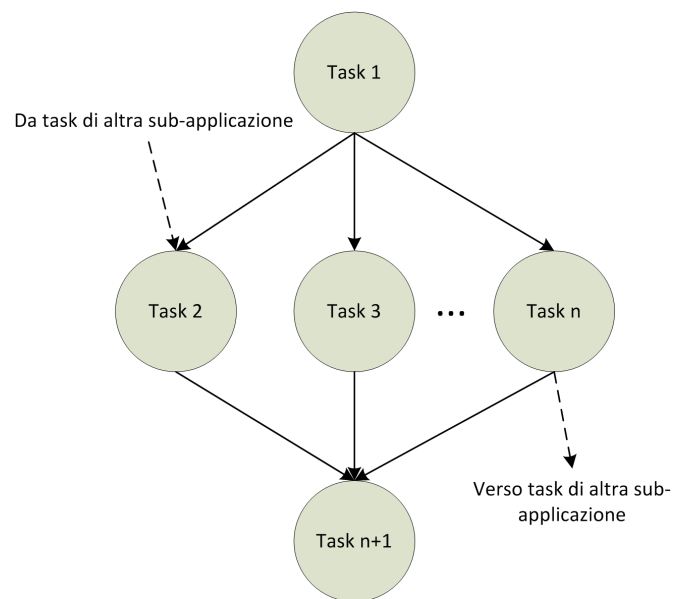 Task 1
Da task di altra sub-applicazione
Task 2
Task 3
...
Task n
Verso task di altra sub-
applicazione
Task n+1